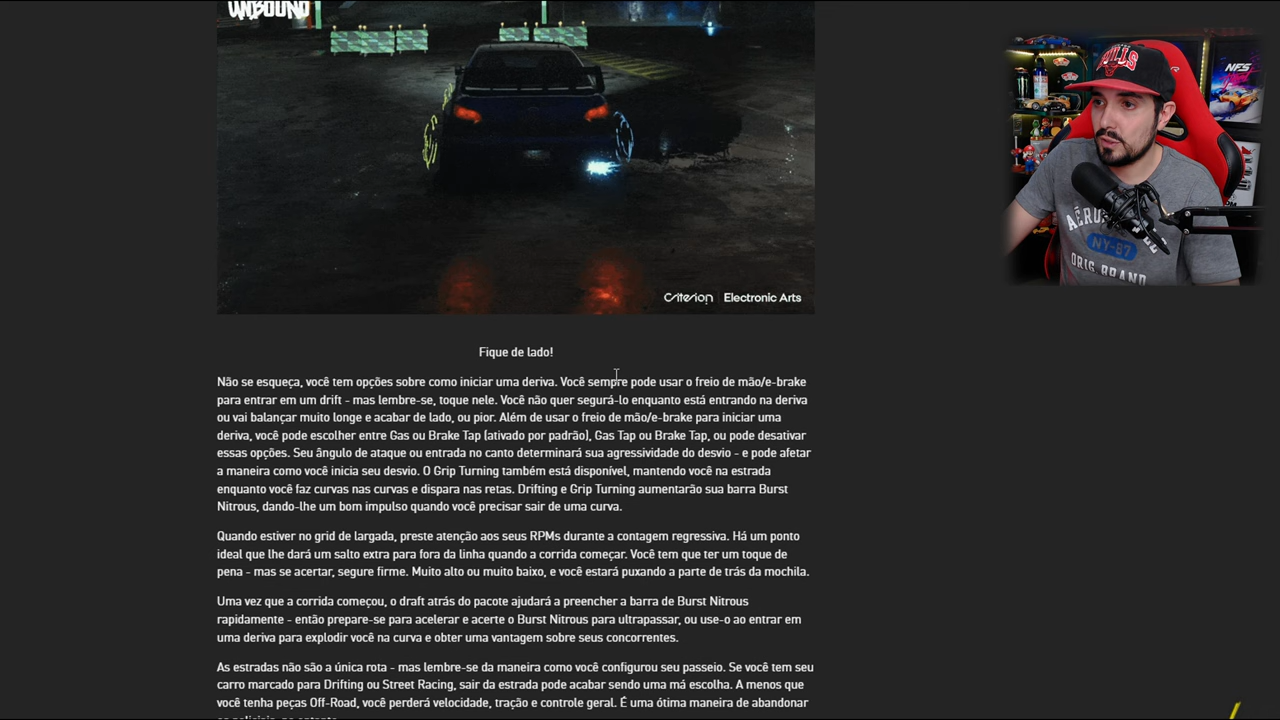 UNBOUND
BULLS
NFS
AÉRO
NY-87
ORIG. BRAND
Criterion | Electronic Arts
Fique de lado!
Não se esqueça, você tem opções sobre como iniciar uma deriva. Você sempre pode usar o freio de mão/e-brake
para entrar em um drift - mas lembre-se, toque nele. Você não quer segurá-lo enquanto está entrando na deriva
ou vai balançar muito longe e acabar de lado, ou pior. Além de usar o freio de mão/e-brake para iniciar uma
deriva, você pode escolher entre Gas ou Brake Tap (ativado por padrão), Gas Tap ou Brake Tap, ou pode desativar
essas opções. Seu ângulo de ataque ou entrada no canto determinará sua agressividade do desvio - e pode afetar
a maneira como você inicia seu desvio. O Grip Turning também está disponível, mantendo você na estrada
enquanto você faz curvas nas curvas e dispara nas retas. Drifting e Grip Turning aumentarão sua barra Burst
Nitrous, dando-lhe um bom impulso quando você precisar sair de uma curva.
Quando estiver no grid de largada, preste atenção aos seus RPMs durante a contagem regressiva. Há um ponto
ideal que lhe dará um salto extra para fora da linha quando a corrida começar. Você tem que ter um toque de
pena - mas se acertar, segure firme. Muito alto ou muito baixo, e você estará puxando a parte de trás da mochila.
Uma vez que a corrida começou, o draft atrás do pacote ajudará a preencher a barra de Burst Nitrous
rapidamente - então prepare-se para acelerar e acerte o Burst Nitrous para ultrapassar, ou use-o ao entrar em
uma deriva para explodir você na curva e obter uma vantagem sobre seus concorrentes.
As estradas não são a única rota - mas lembre-se da maneira como você configurou seu passeio. Se você tem seu
carro marcado para Drifting ou Street Racing, sair da estrada pode acabar sendo uma má escolha. A menos que
você tenha peças Off-Road, você perderá velocidade, tração e controle geral. É uma ótima maneira de abandonar